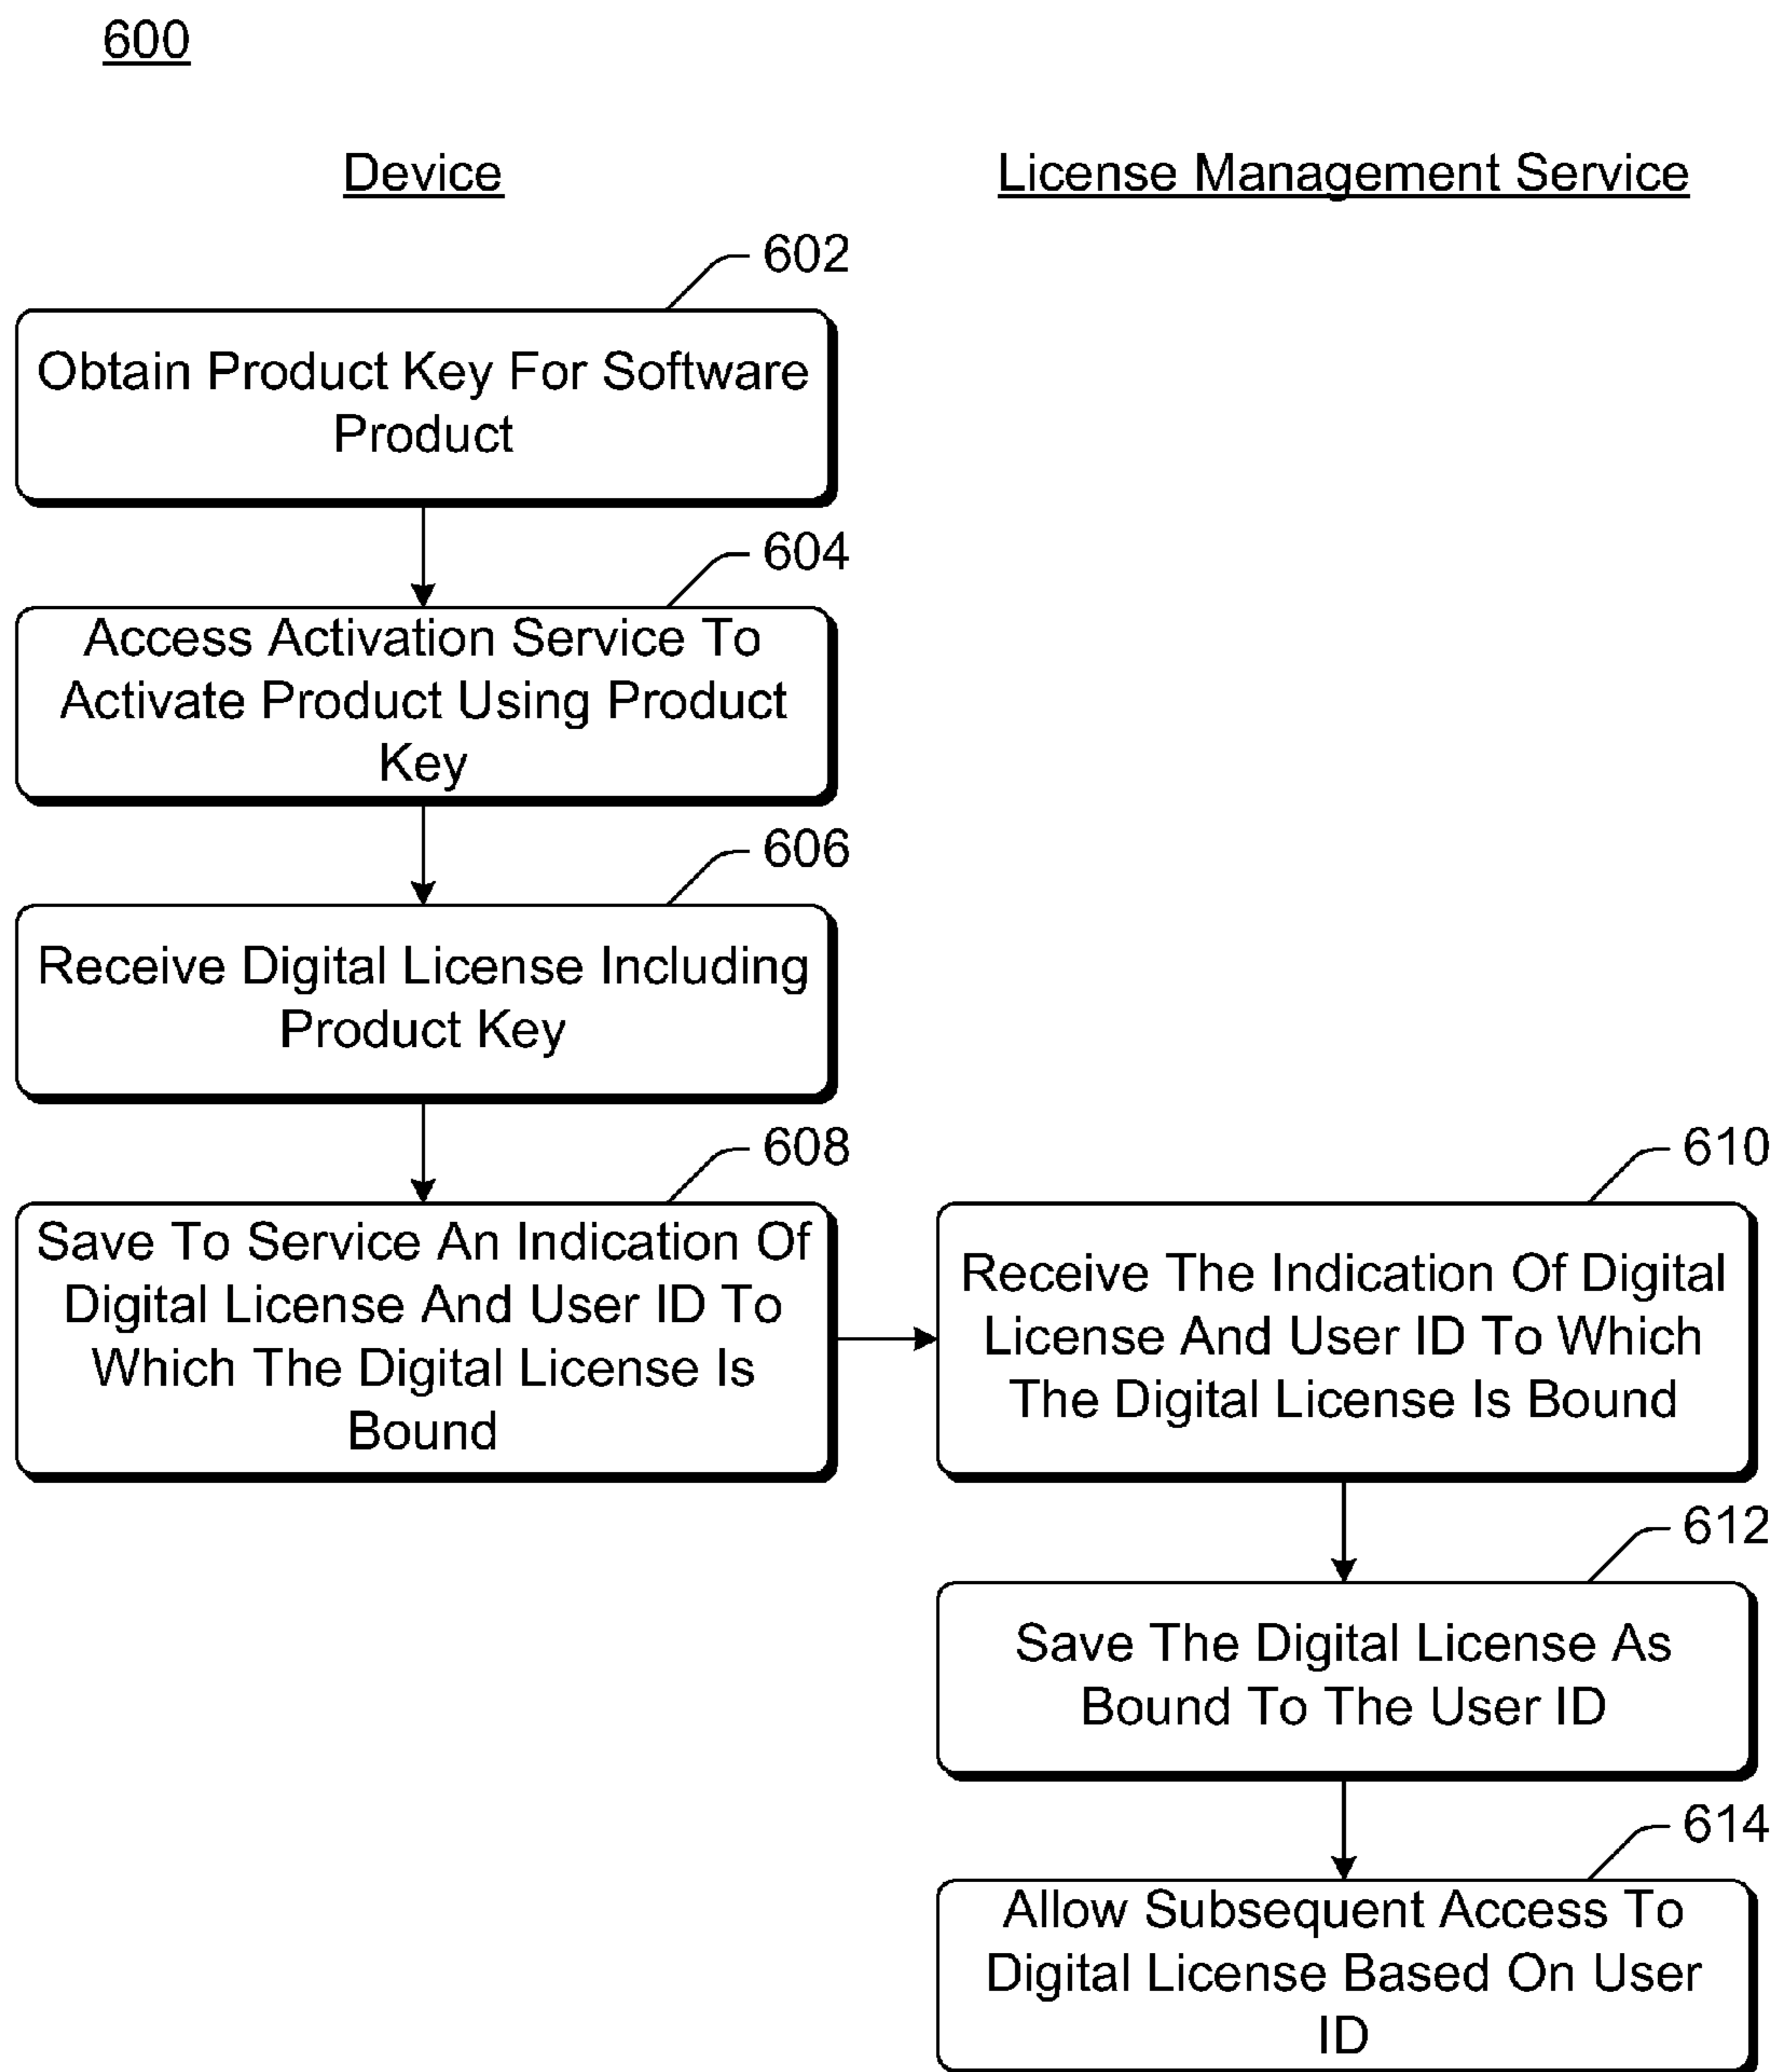 600
Device
License Management Service
602
Obtain Product Key For Software
Product
604
Access Activation Service To
Activate Product Using Product
Key
606
Receive Digital License Including
Product Key
608
Save To Service An Indication Of
Digital License And User ID To
Which The Digital License Is
Bound
610
Receive The Indication Of Digital
License And User ID To Which
The Digital License Is Bound
612
Save The Digital License As
Bound To The User ID
614
Allow Subsequent Access To
Digital License Based On User
ID